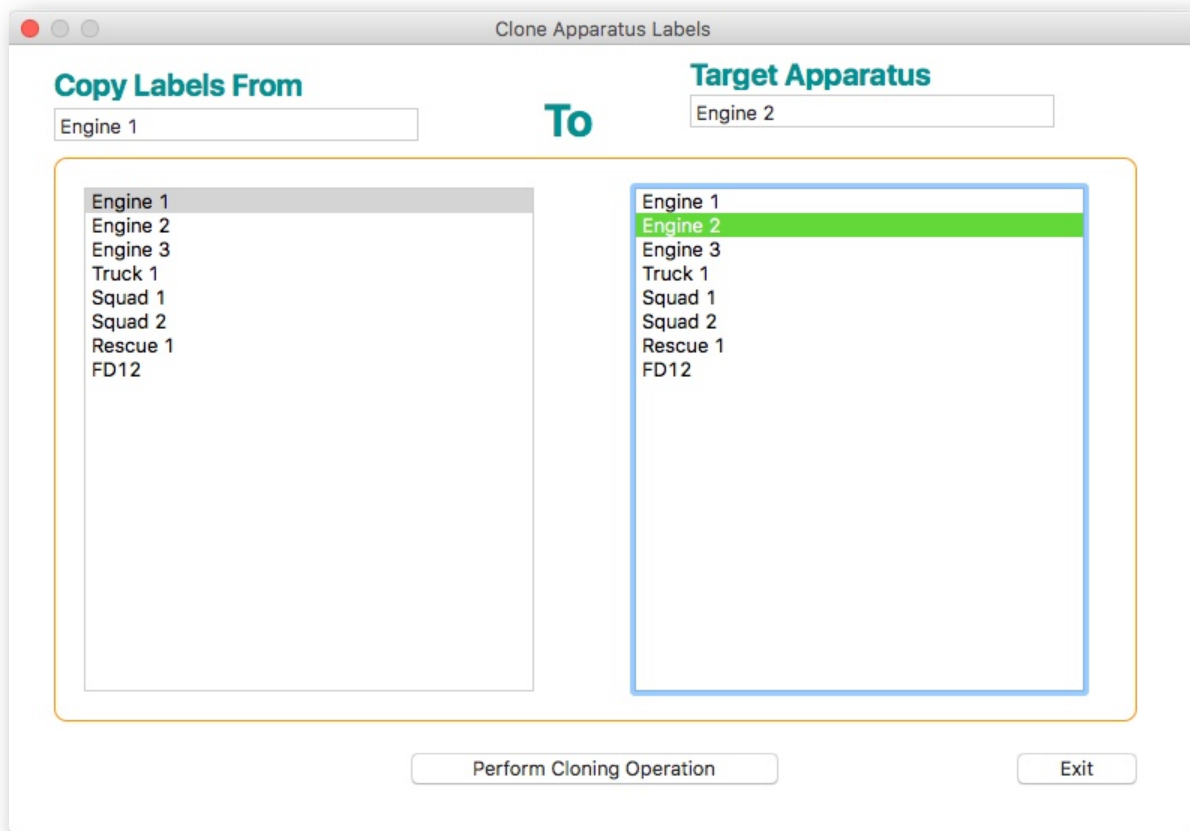 Clone Apparatus Labels
Copy Labels From
Engine 1
To
Target Apparatus
Engine 2
Engine 1
Engine 2
Engine 3
Truck 1
Squad 1
Squad 2
Rescue 1
FD12
Engine 1
Engine 2
Engine 3
Truck 1
Squad 1
Squad 2
Rescue 1
FD12
Perform Cloning Operation
Exit